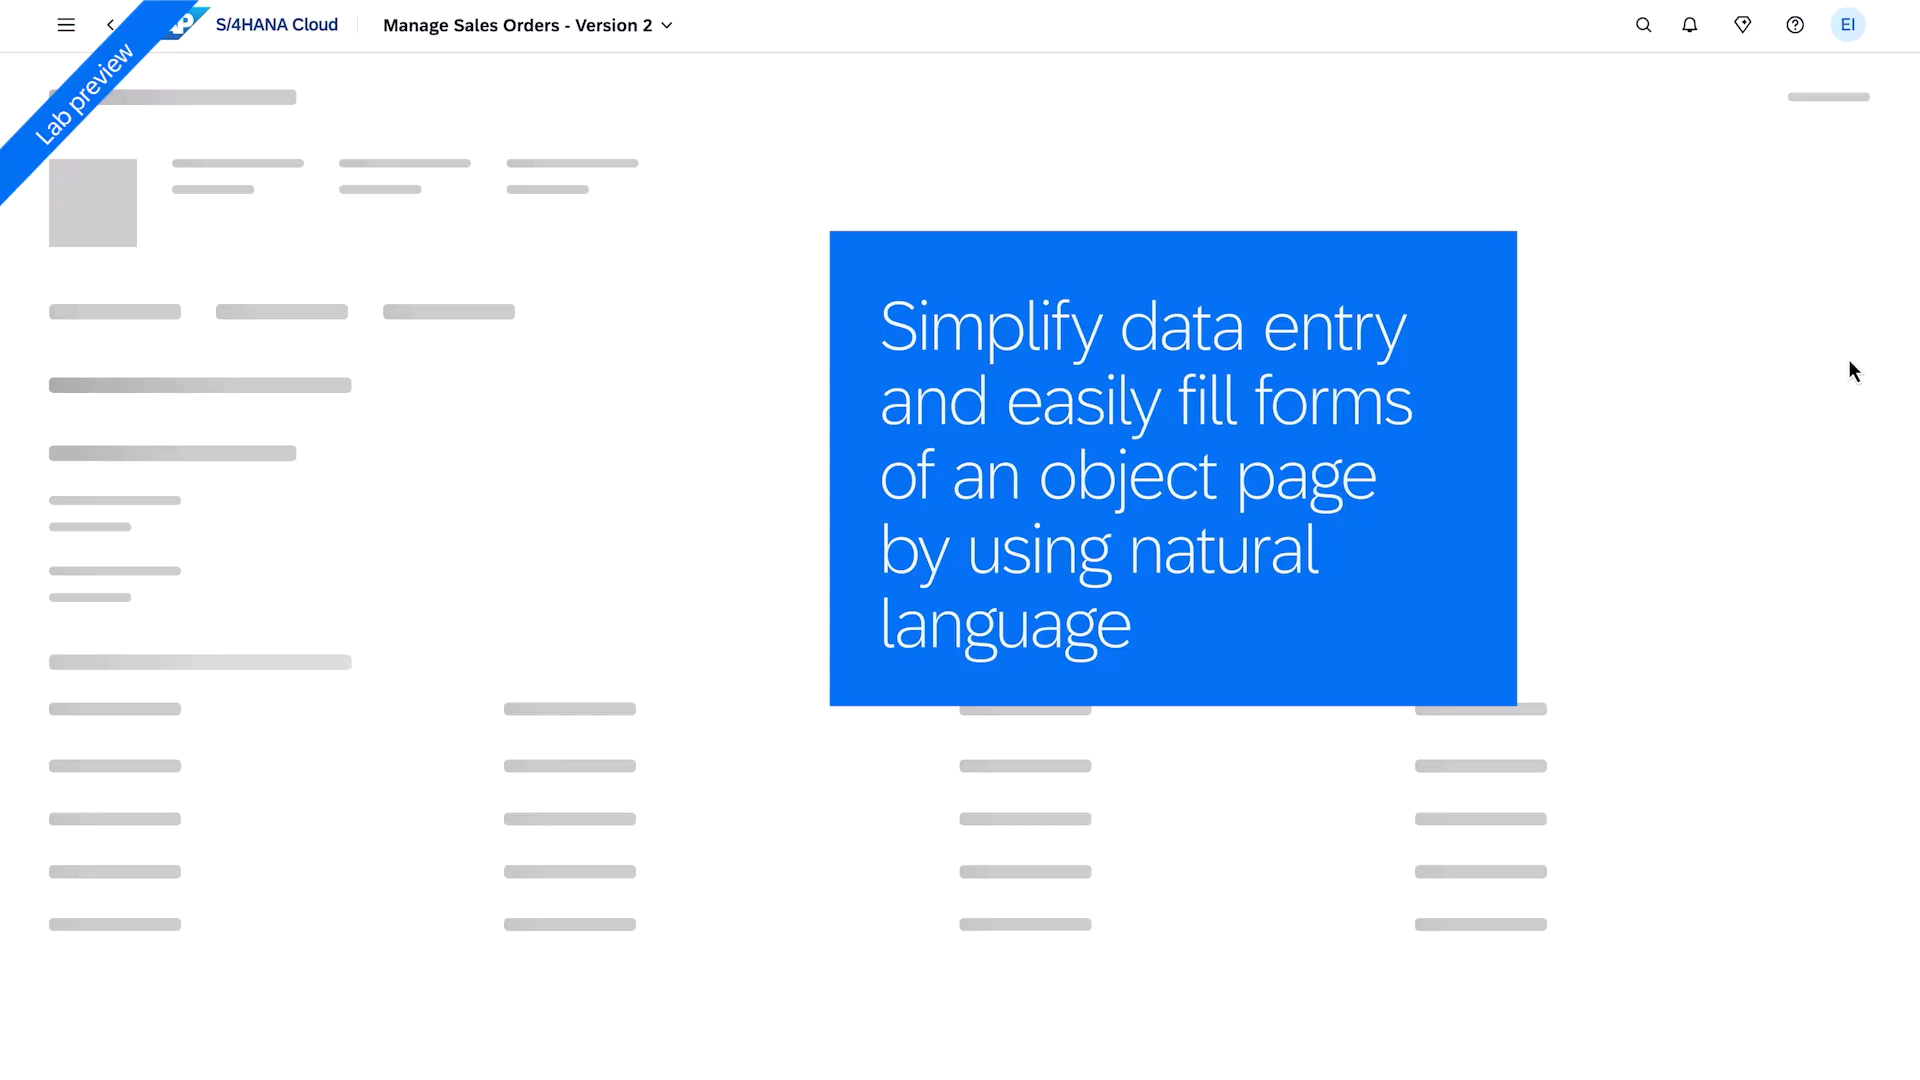 S/4HANA Cloud
Manage Sales Orders - Version 2
EI
Lab preview
Simplify data entry
and easily fill forms
of an object page
by using natural
language